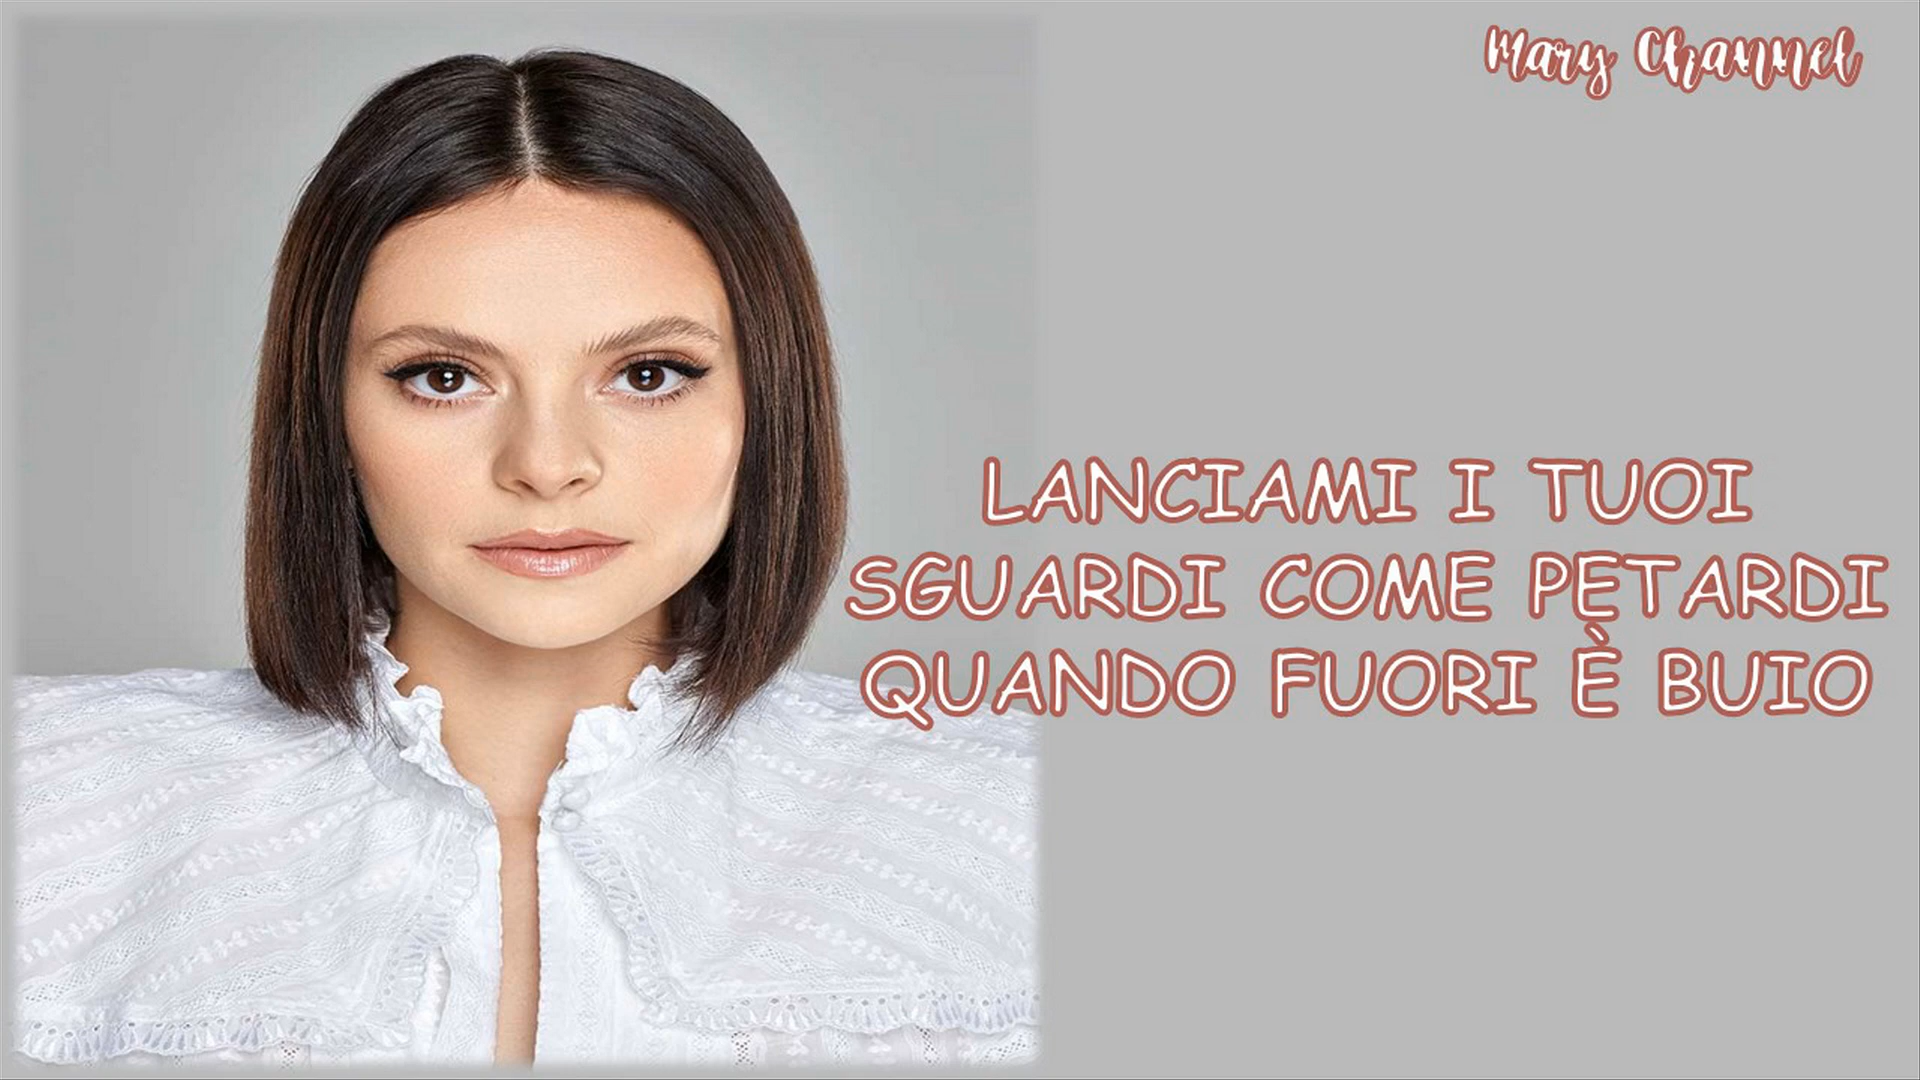 Mary Channel
LANCIAMI I TUOI
SGUARDI COME PETARDI
QUANDO FUORI È BUIO